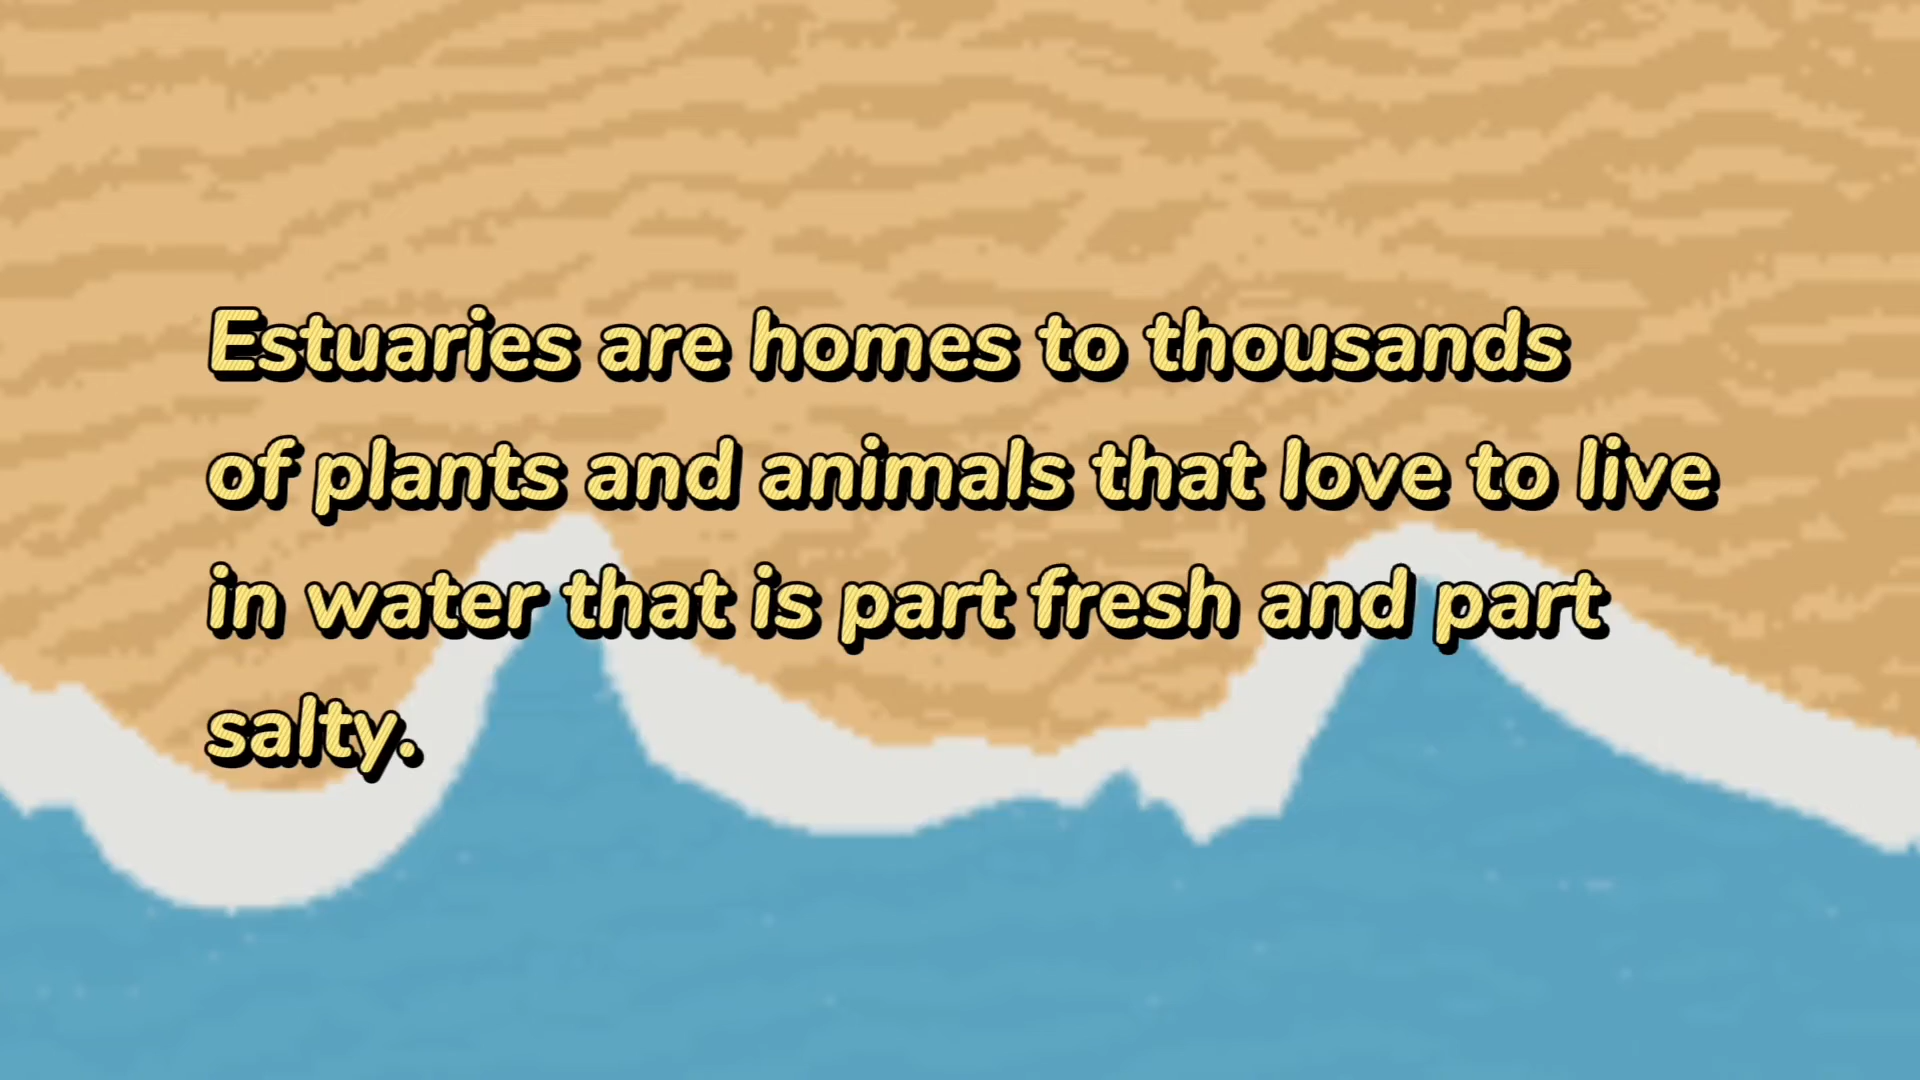 Estuaries are homes to thousands
of plants and animals that love to live
in water that is part fresh and part
salty.